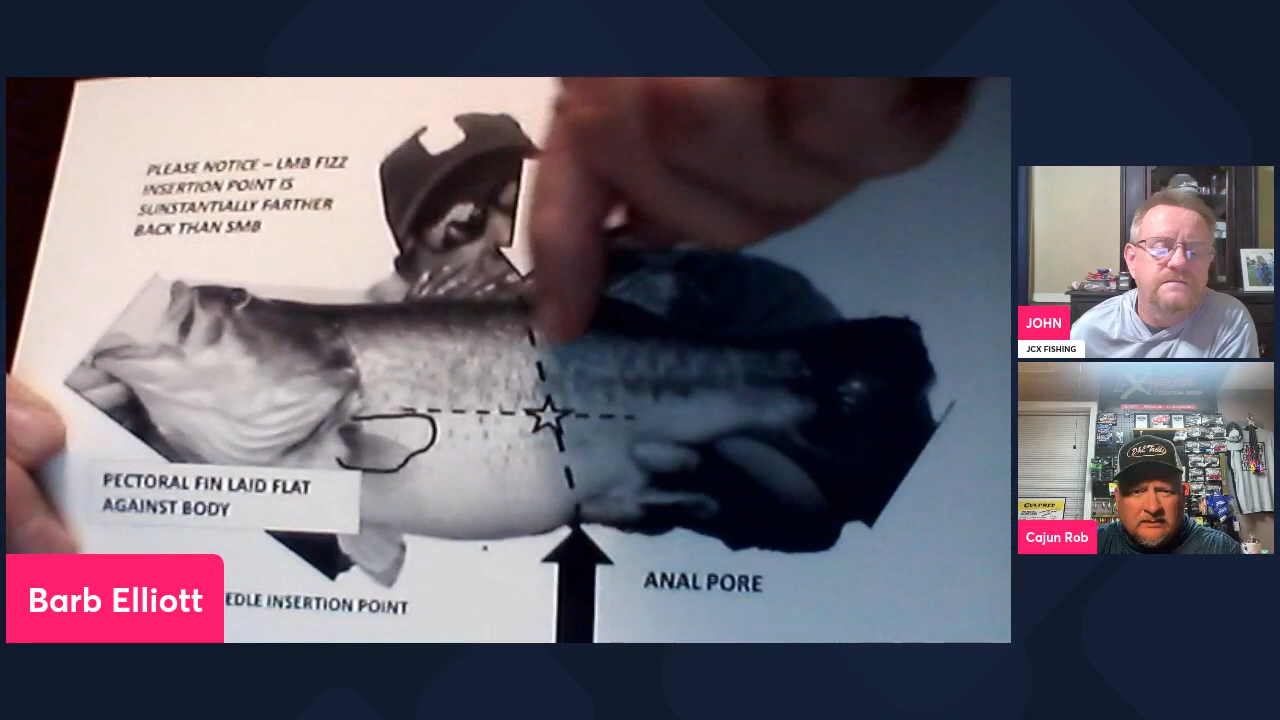 PLEASE NOTICE – LMB FIZZ
INSERTION POINT IS
SUNSTANTIALLY FARTHER
BACK THAN SMB
PECTORAL FIN LAID FLAT
AGAINST BODY
EDLE INSERTION POINT
ANAL PORE
Barb Elliott
JOHN
JCX FISHING
CULPRIT
Cajun Rob